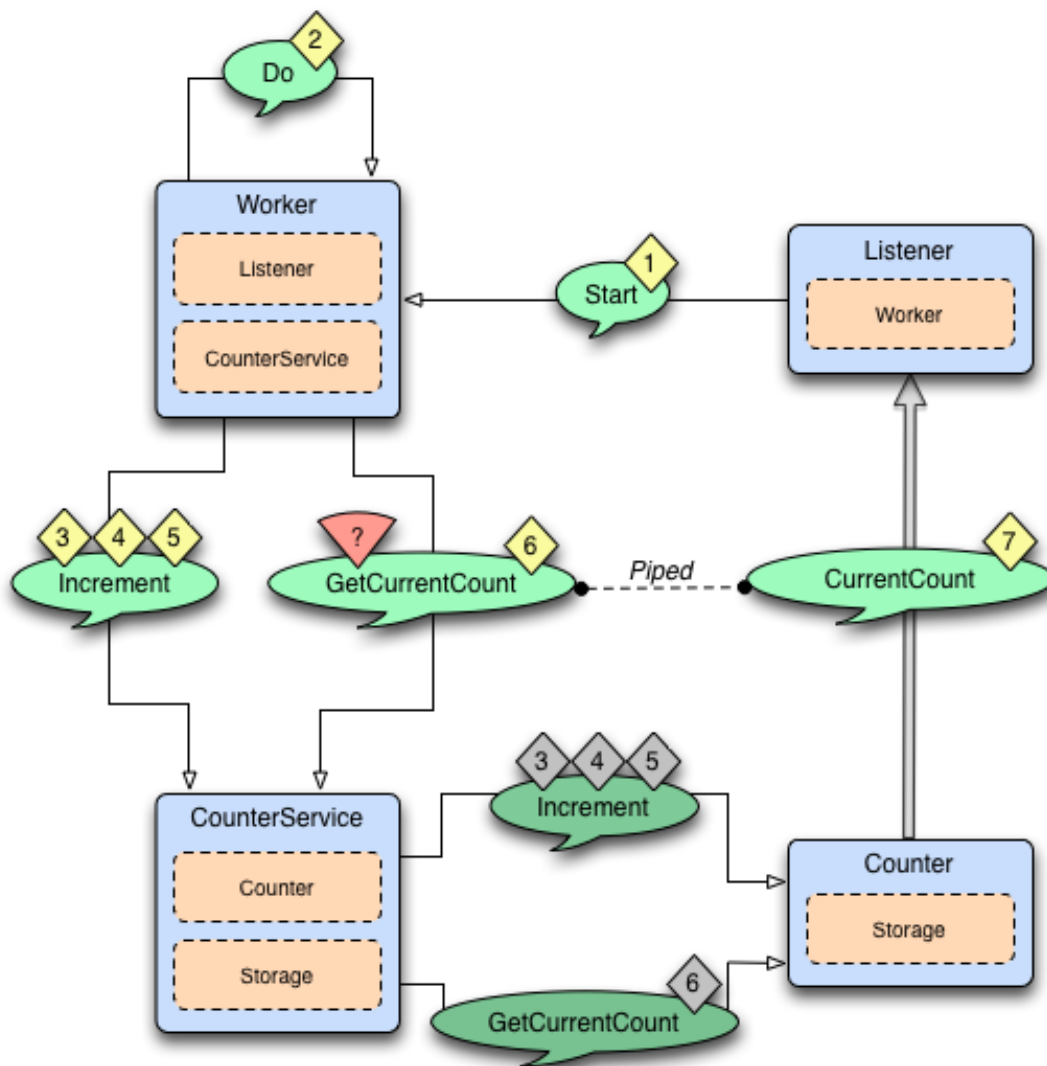 2
Do
Worker
Listener
CounterService
1
Start
Listener
Worker
3 4 5
Increment
?
6
GetCurrentCount
Piped
7
CurrentCount
3 4 5
Increment
CounterService
Counter
Storage
Counter
Storage
6
GetCurrentCount